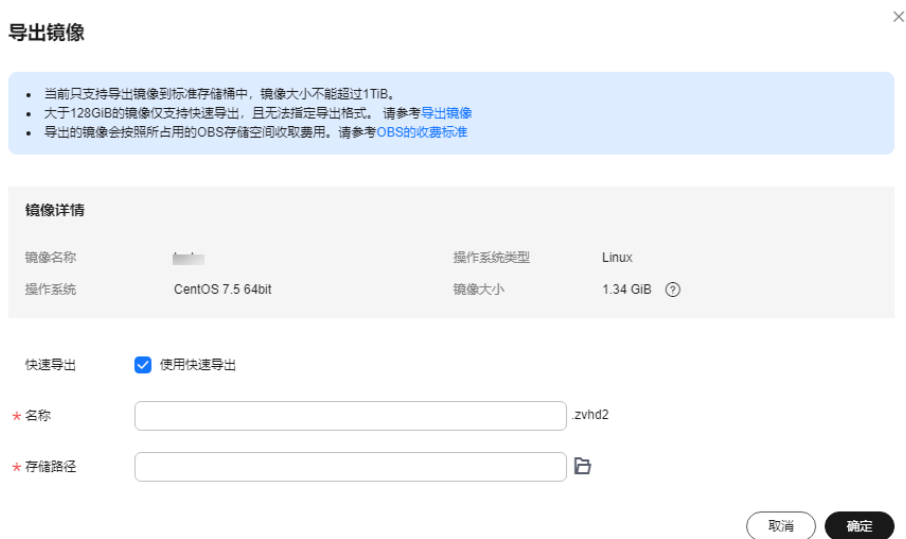 导出镜像
当前只支持导出镜像到标准存储桶中，镜像大小不能超过1TiB。
大于128GiB的镜像仅支持快速导出，且无法指定导出格式。 请参考导出镜像
导出的镜像会按照所占用的OBS存储空间收取费用。请参考OBS的收费标准
镜像详情
镜像名称 操作系统类型 Linux
操作系统 CentOS 7.5 64bit 镜像大小 1.34 GiB ?
快速导出 使用快速导出
* 名称 .zvhd2
* 存储路径
取消 确定